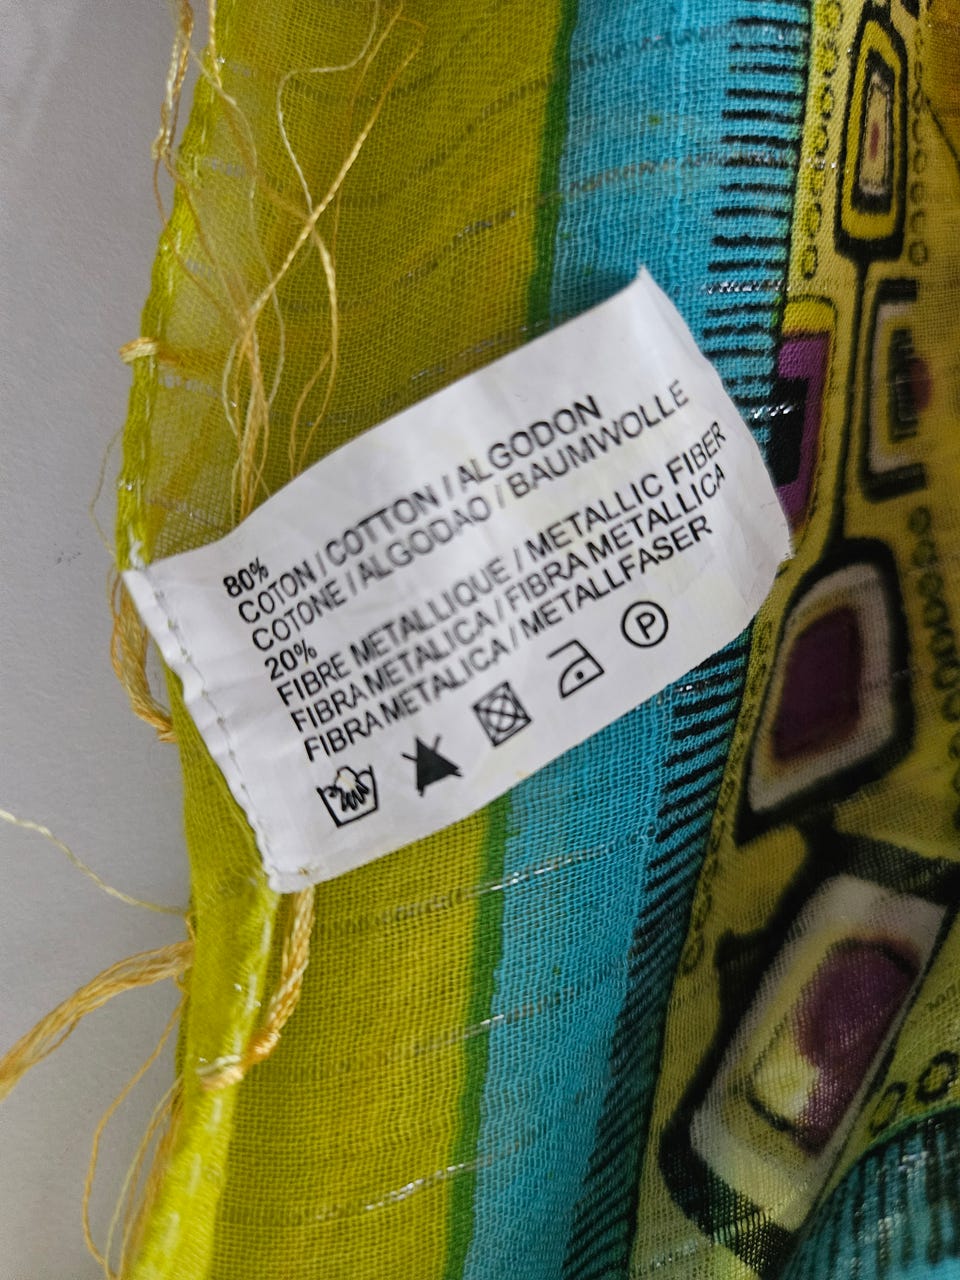 80%
COTON / COTTON / ALGODON
COTONE / ALGODAO / BAUMWOLLE
20%
FIBRE METALLIQUE / METALLIC FIBER
FIBRA METALICA / FIBRA METALLICA
FIBRA METALICA / METALLFASER
P